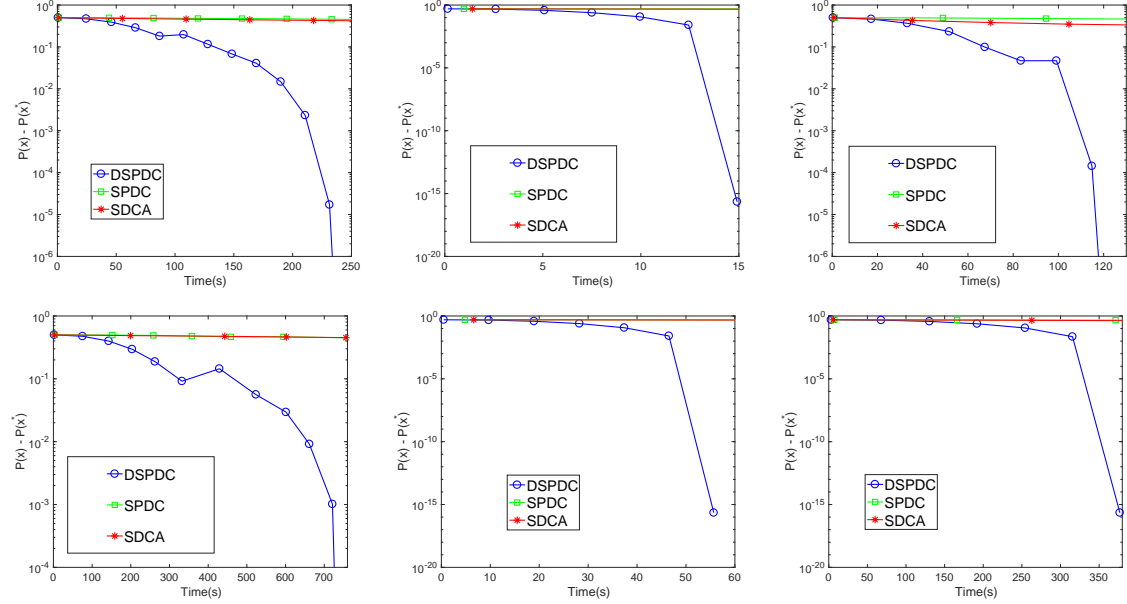 10^0
10^-1
10^-2
10^-3
10^-4
10^-5
10^-6
P(x) - P(x^*)
DSPDC
SPDC
SDCA
0 50 100 150 200 250
Time(s)
10^0
10^-5
10^-10
10^-15
10^-20
P(x) - P(x^*)
DSPDC
SPDC
SDCA
0 5 10 15
Time(s)
10^0
10^-1
10^-2
10^-3
10^-4
10^-5
10^-6
P(x) - P(x^*)
DSPDC
SPDC
SDCA
0 20 40 60 80 100 120
Time(s)
10^0
10^-1
10^-2
10^-3
10^-4
P(x) - P(x^*)
DSPDC
SPDC
SDCA
0 100 200 300 400 500 600 700
Time(s)
10^0
10^-5
10^-10
10^-15
10^-20
P(x) - P(x^*)
DSPDC
SPDC
SDCA
0 10 20 30 40 50 60
Time(s)
10^0
10^-5
10^-10
10^-15
10^-20
P(x) - P(x^*)
DSPDC
SPDC
SDCA
0 50 100 150 200 250 300 350
Time(s)